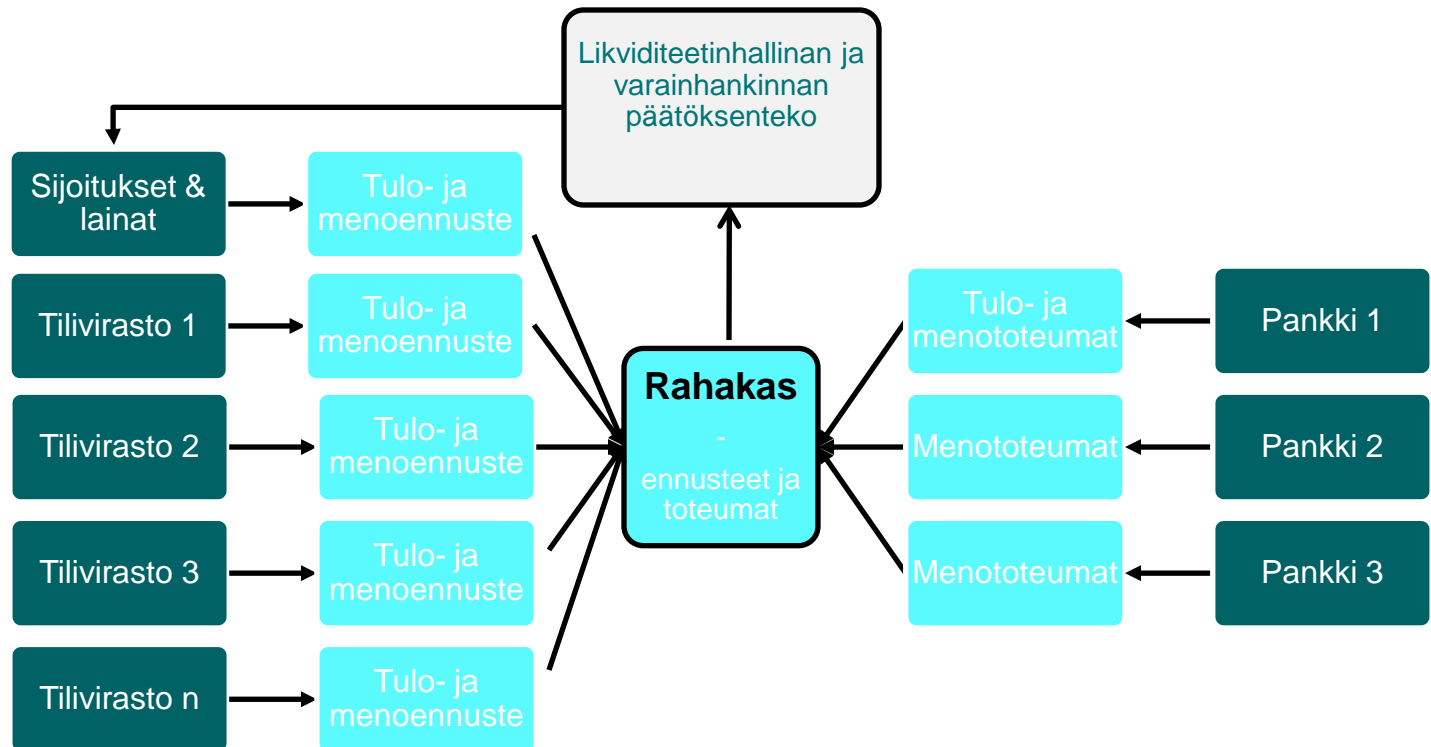 Likviditeetinhallinan ja
varainhankinnan
päätöksenteko
Sijoitukset &
lainat
Tulo- ja
menoennuste
Tilivirasto 1
Tulo- ja
menoennuste
Tilivirasto 2
Tulo- ja
menoennuste
Tilivirasto 3
Tulo- ja
menoennuste
Tilivirasto n
Tulo- ja
menoennuste
Rahakas
-
ennusteet ja
toteumat
Tulo- ja
menototeumat
Pankki 1
Menototeumat
Pankki 2
Menototeumat
Pankki 3